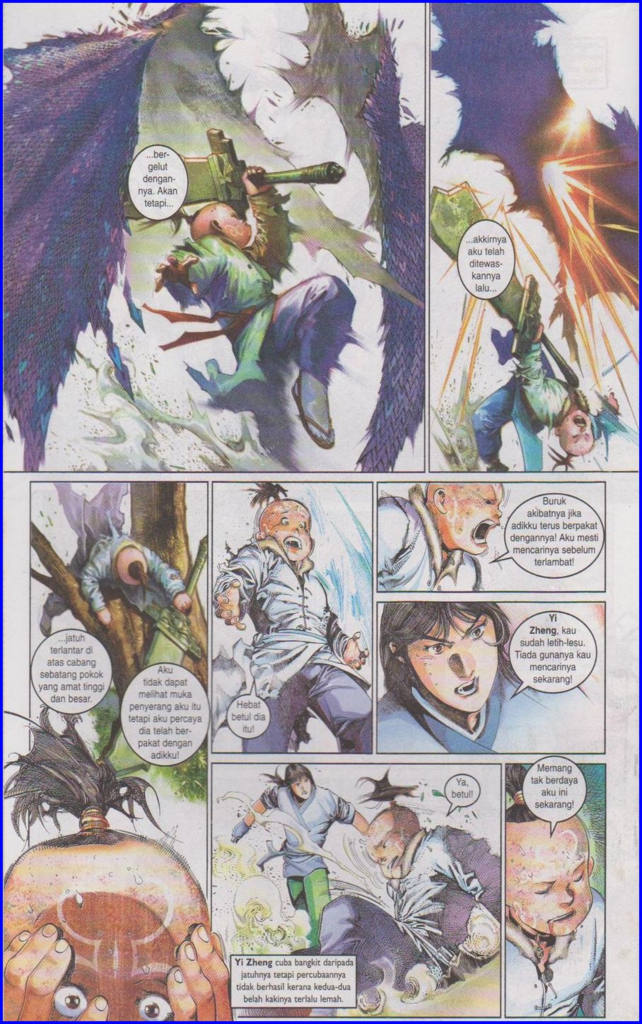 ...ber-
gelut
dengan-
nya. Akan
tetapi...
...akkirnya
aku telah
ditewas-
kannya
lalu...
...jatuh
terlantar di
atas cabang
sebatang pokok
yang amat tinggi
dan besar.
Aku
tidak dapat
melihat muka
penyerang aku itu
tetapi aku percaya
dia telah ber-
pakat dengan
adikku!
Hebat
betul dia
itu!
Buruk
akibatnya jika
adikku terus berpakat
dengannya! Aku mesti
mencarinya sebelum
terlambat!
Yi
Zheng, kau
sudah letih-lesu.
Tiada gunanya kau
mencarinya
sekarang!
Ya,
betul!
Yi Zheng cuba bangkit daripada
jatuhnya tetapi percubaannya
tidak berhasil kerana kedua-dua
belah kakinya terlalu lemah.
Memang
tak berdaya
aku ini
sekarang!